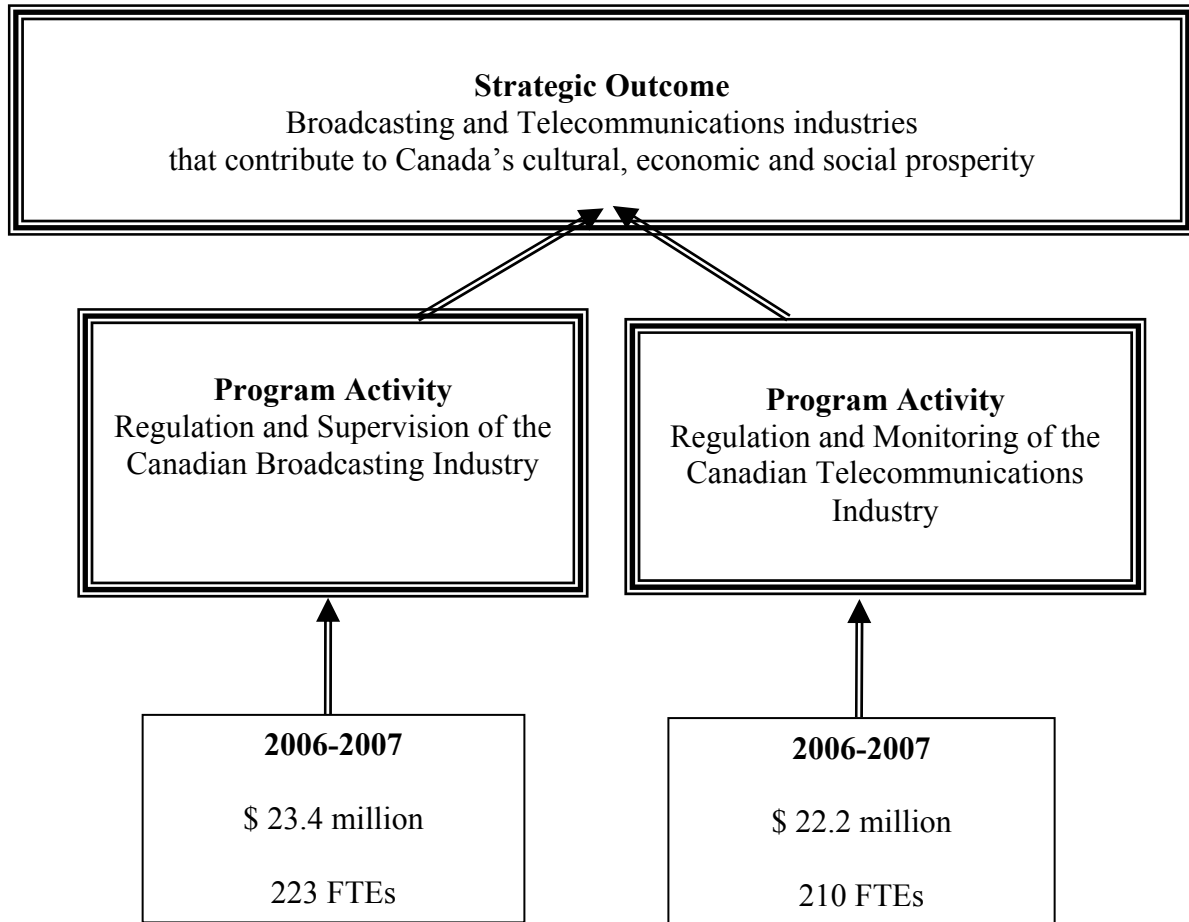 Strategic Outcome
Broadcasting and Telecommunications industries
that contribute to Canada’s cultural, economic and social prosperity
Program Activity
Regulation and Supervision of the
Canadian Broadcasting Industry
Program Activity
Regulation and Monitoring of the
Canadian Telecommunications
Industry
2006-2007
$ 23.4 million
223 FTEs
2006-2007
$ 22.2 million
210 FTEs